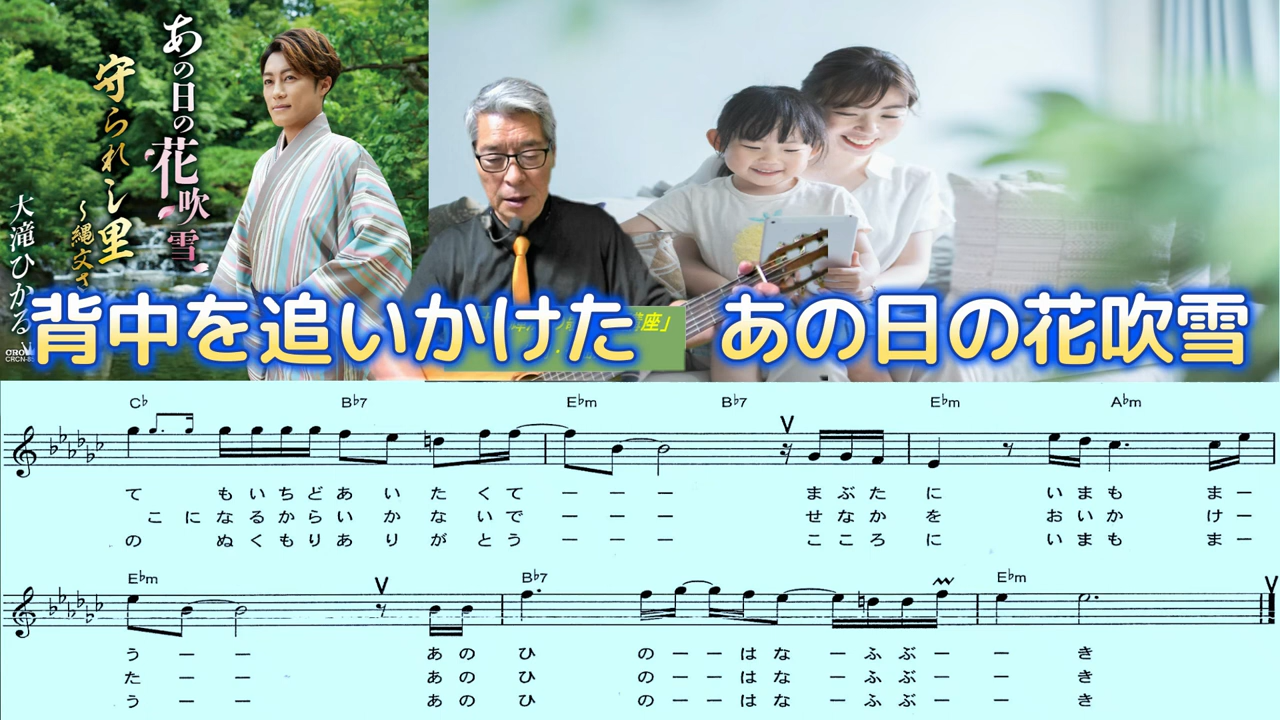 あの日の花吹雪
守られし里
〜縄文さ
大滝ひかる
CROW
CRCN-8
座」
背中を追いかけた あの日の花吹雪
C♭ B♭7 E♭m B♭7 E♭m A♭m
て もいちどあいたくて ー ー ー まぶたに いまも まー
こになるからいかないで ー ー ー せなかを おいか けー
の ぬくもりありがとう ー ー ー こころに いまも まー
E♭m B♭7 E♭m
う ー ー あの ひ の ー ー はな ー ふぶ ー ー き
た ー ー あの ひ の ー ー はな ー ふぶ ー ー き
う ー ー あの ひ の ー ー はな ー ふぶ ー ー き